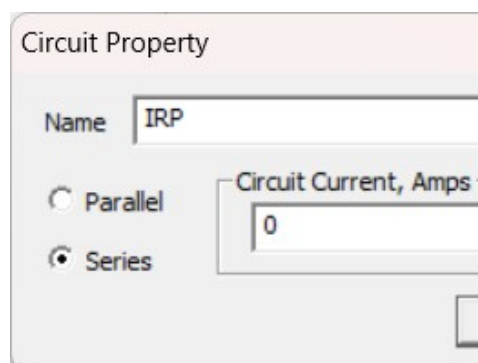 Circuit Property
Name IRP
Parallel
Circuit Current, Amps
0
Series